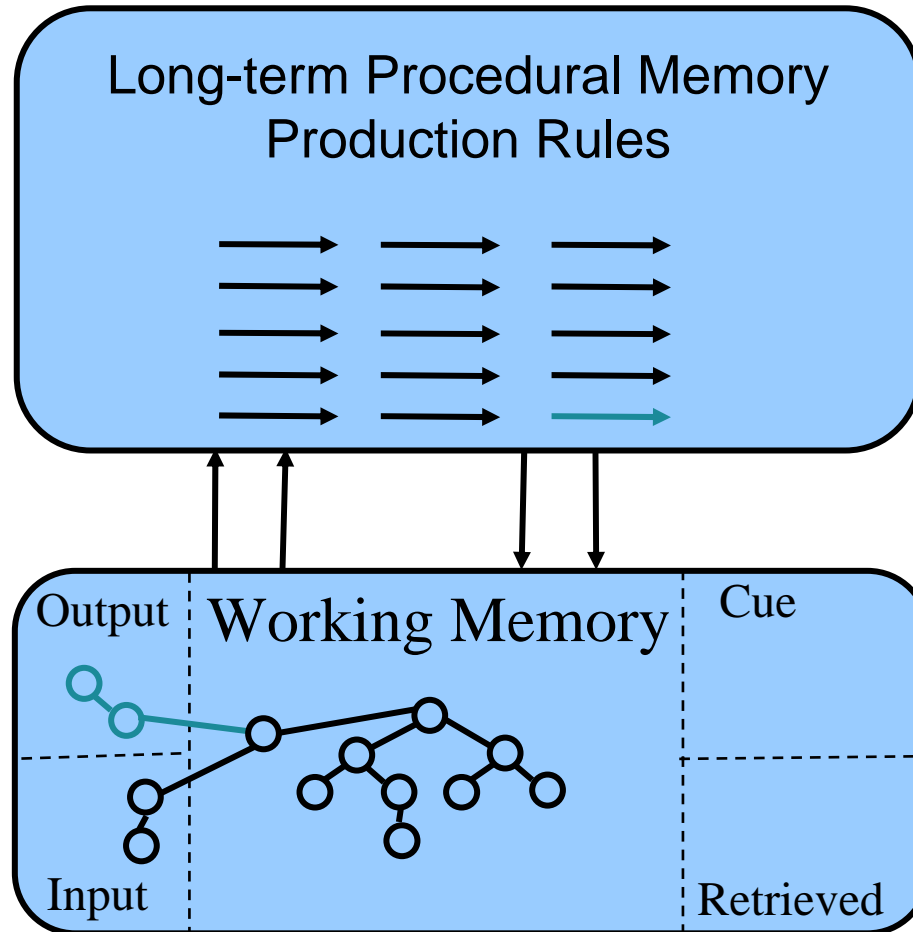 Long-term Procedural Memory
Production Rules
Output
Working Memory
Cue
Input
Retrieved